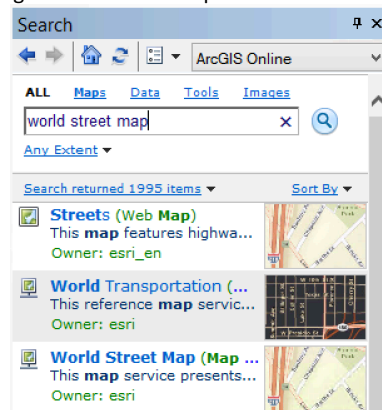 Search
ArcGIS Online
ALL Maps Data Tools Images
world street map
Any Extent
Search returned 1995 items Sort By
Streets (Web Map)
This map features highwa...
Owner: esri_en
World Transportation (...
This reference map servic...
Owner: esri
World Street Map (Map ...
This map service presents...
Owner: esri